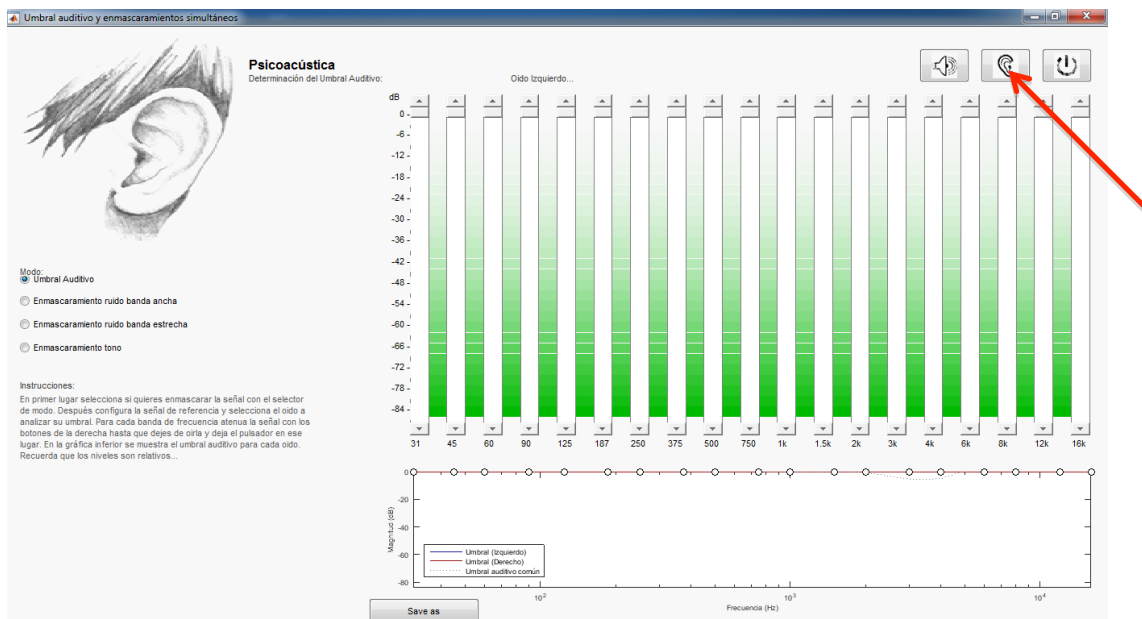 Umbral auditivo y enmascaramientos simultáneos
Psicoacústica
Determinación del Umbral Auditivo:
Oido Izquierdo...
dB
0
-6
-12
-18
-24
-30
-36
-42
-48
-54
-60
-66
-72
-78
-84
31 45 60 90 125 187 250 375 500 750 1k 1.5k 2k 3k 4k 6k 8k 12k 16k
Modo:
Umbral Auditivo
Enmascaramiento ruido banda ancha
Enmascaramiento ruido banda estrecha
Enmascaramiento tono
Instrucciones:
En primer lugar selecciona si quieres enmascarar la señal con el selector
de modo. Después configura la señal de referencia y selecciona el oido a
analizar su umbral. Para cada banda de frecuencia atenua la señal con los
botones de la derecha hasta que dejes de oirla y deja el pulsador en ese
lugar. En la gráfica inferior se muestra el umbral auditivo para cada oido.
Recuerda que los niveles son relativos...
0
-20
-40
-60
-80
Magnitud (dB)
Umbral (Izquierdo)
Umbral (Derecho)
Umbral auditivo común
10²
10³
10⁴
Frecuencia (Hz)
Save as